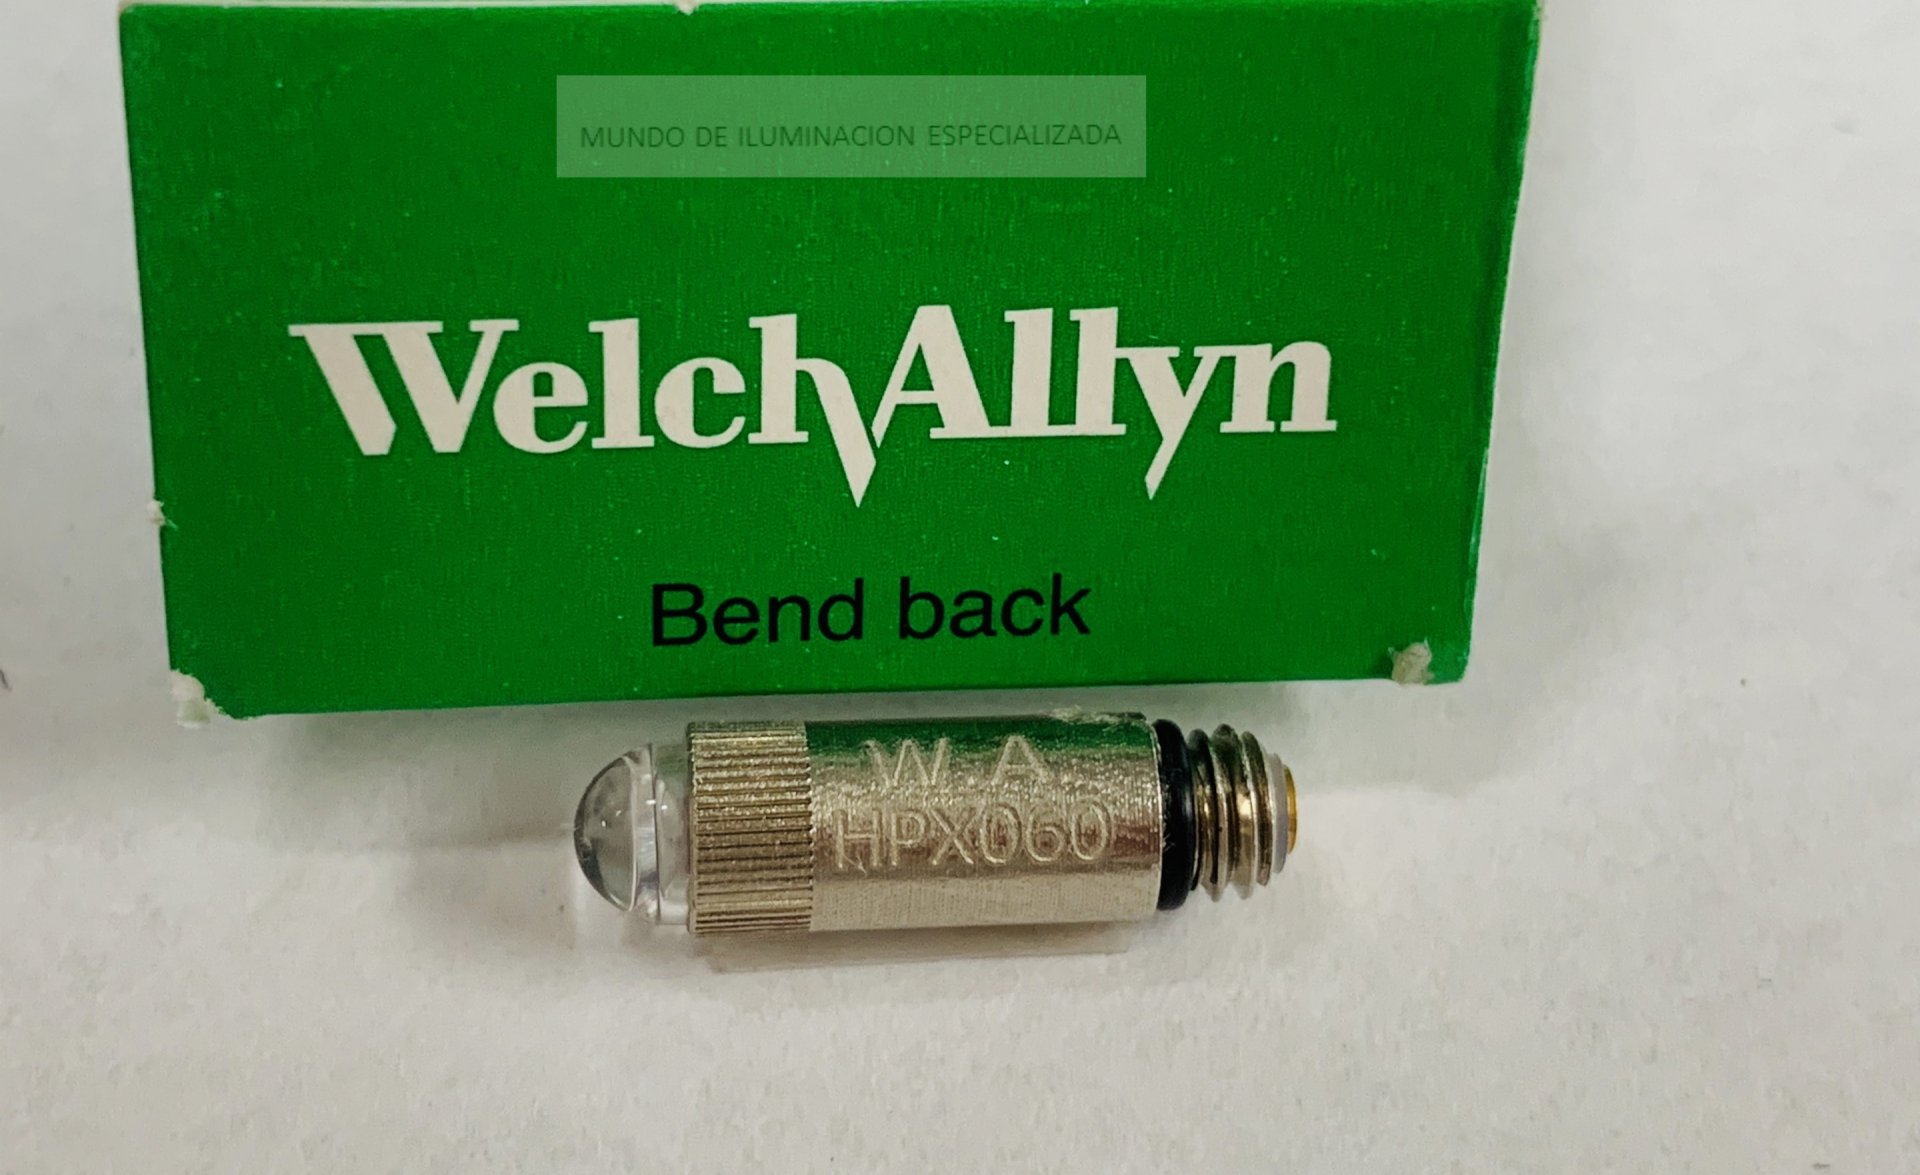 MUNDO DE ILUMINACION ESPECIALIZADA
WelchAllyn
Bend back
W.A.
HPX060